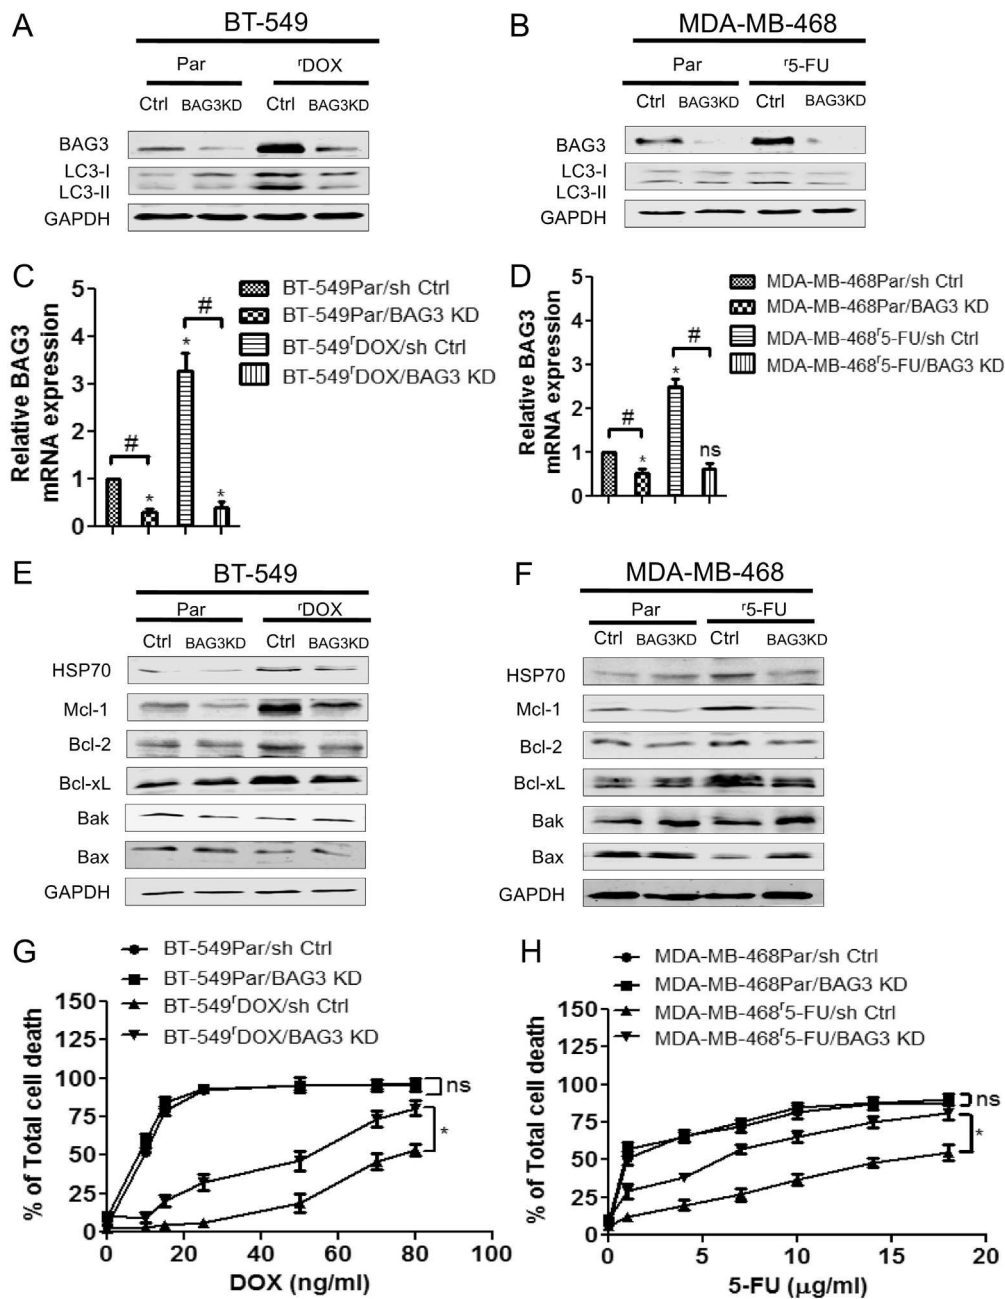 A
BT-549
Par
ʳDOX
Ctrl BAG3KD Ctrl BAG3KD
BAG3
LC3-I
LC3-II
GAPDH
B
MDA-MB-468
Par
ʳ5-FU
Ctrl BAG3KD Ctrl BAG3KD
BAG3
LC3-I
LC3-II
GAPDH
C
Relative BAG3
mRNA expression
5
4
3
2
1
0
#
*
*
#
*
BT-549Par/sh Ctrl
BT-549Par/BAG3 KD
BT-549ʳDOX/sh Ctrl
BT-549ʳDOX/BAG3 KD
D
Relative BAG3
mRNA expression
5
4
3
2
1
0
#
*
*
#
ns
MDA-MB-468Par/sh Ctrl
MDA-MB-468Par/BAG3 KD
MDA-MB-468ʳ5-FU/sh Ctrl
MDA-MB-468ʳ5-FU/BAG3 KD
E
BT-549
Par
ʳDOX
Ctrl BAG3KD Ctrl BAG3KD
HSP70
Mcl-1
Bcl-2
Bcl-xL
Bak
Bax
GAPDH
F
MDA-MB-468
Par
ʳ5-FU
Ctrl BAG3KD Ctrl BAG3KD
HSP70
Mcl-1
Bcl-2
Bcl-xL
Bak
Bax
GAPDH
G
BT-549Par/sh Ctrl
BT-549Par/BAG3 KD
BT-549ʳDOX/sh Ctrl
BT-549ʳDOX/BAG3 KD
% of Total cell death
150
125
100
75
50
25
0
ns
*
0 20 40 60 80 100
DOX (ng/ml)
H
MDA-MB-468Par/sh Ctrl
MDA-MB-468Par/BAG3 KD
MDA-MB-468ʳ5-FU/sh Ctrl
MDA-MB-468ʳ5-FU/BAG3 KD
% of Total cell death
150
125
100
75
50
25
0
ns
*
0 5 10 15 20
5-FU (μg/ml)